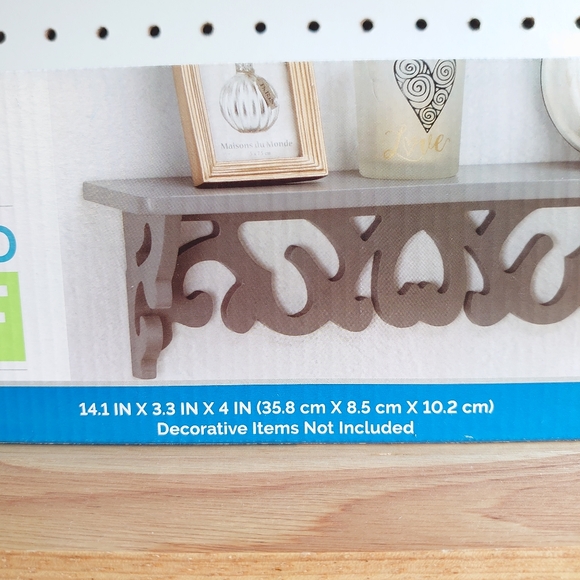 Maisons du Monde
Love
D
F
14.1 IN X 3.3 IN X 4 IN (35.8 cm X 8.5 cm X 10.2 cm)
Decorative Items Not Included